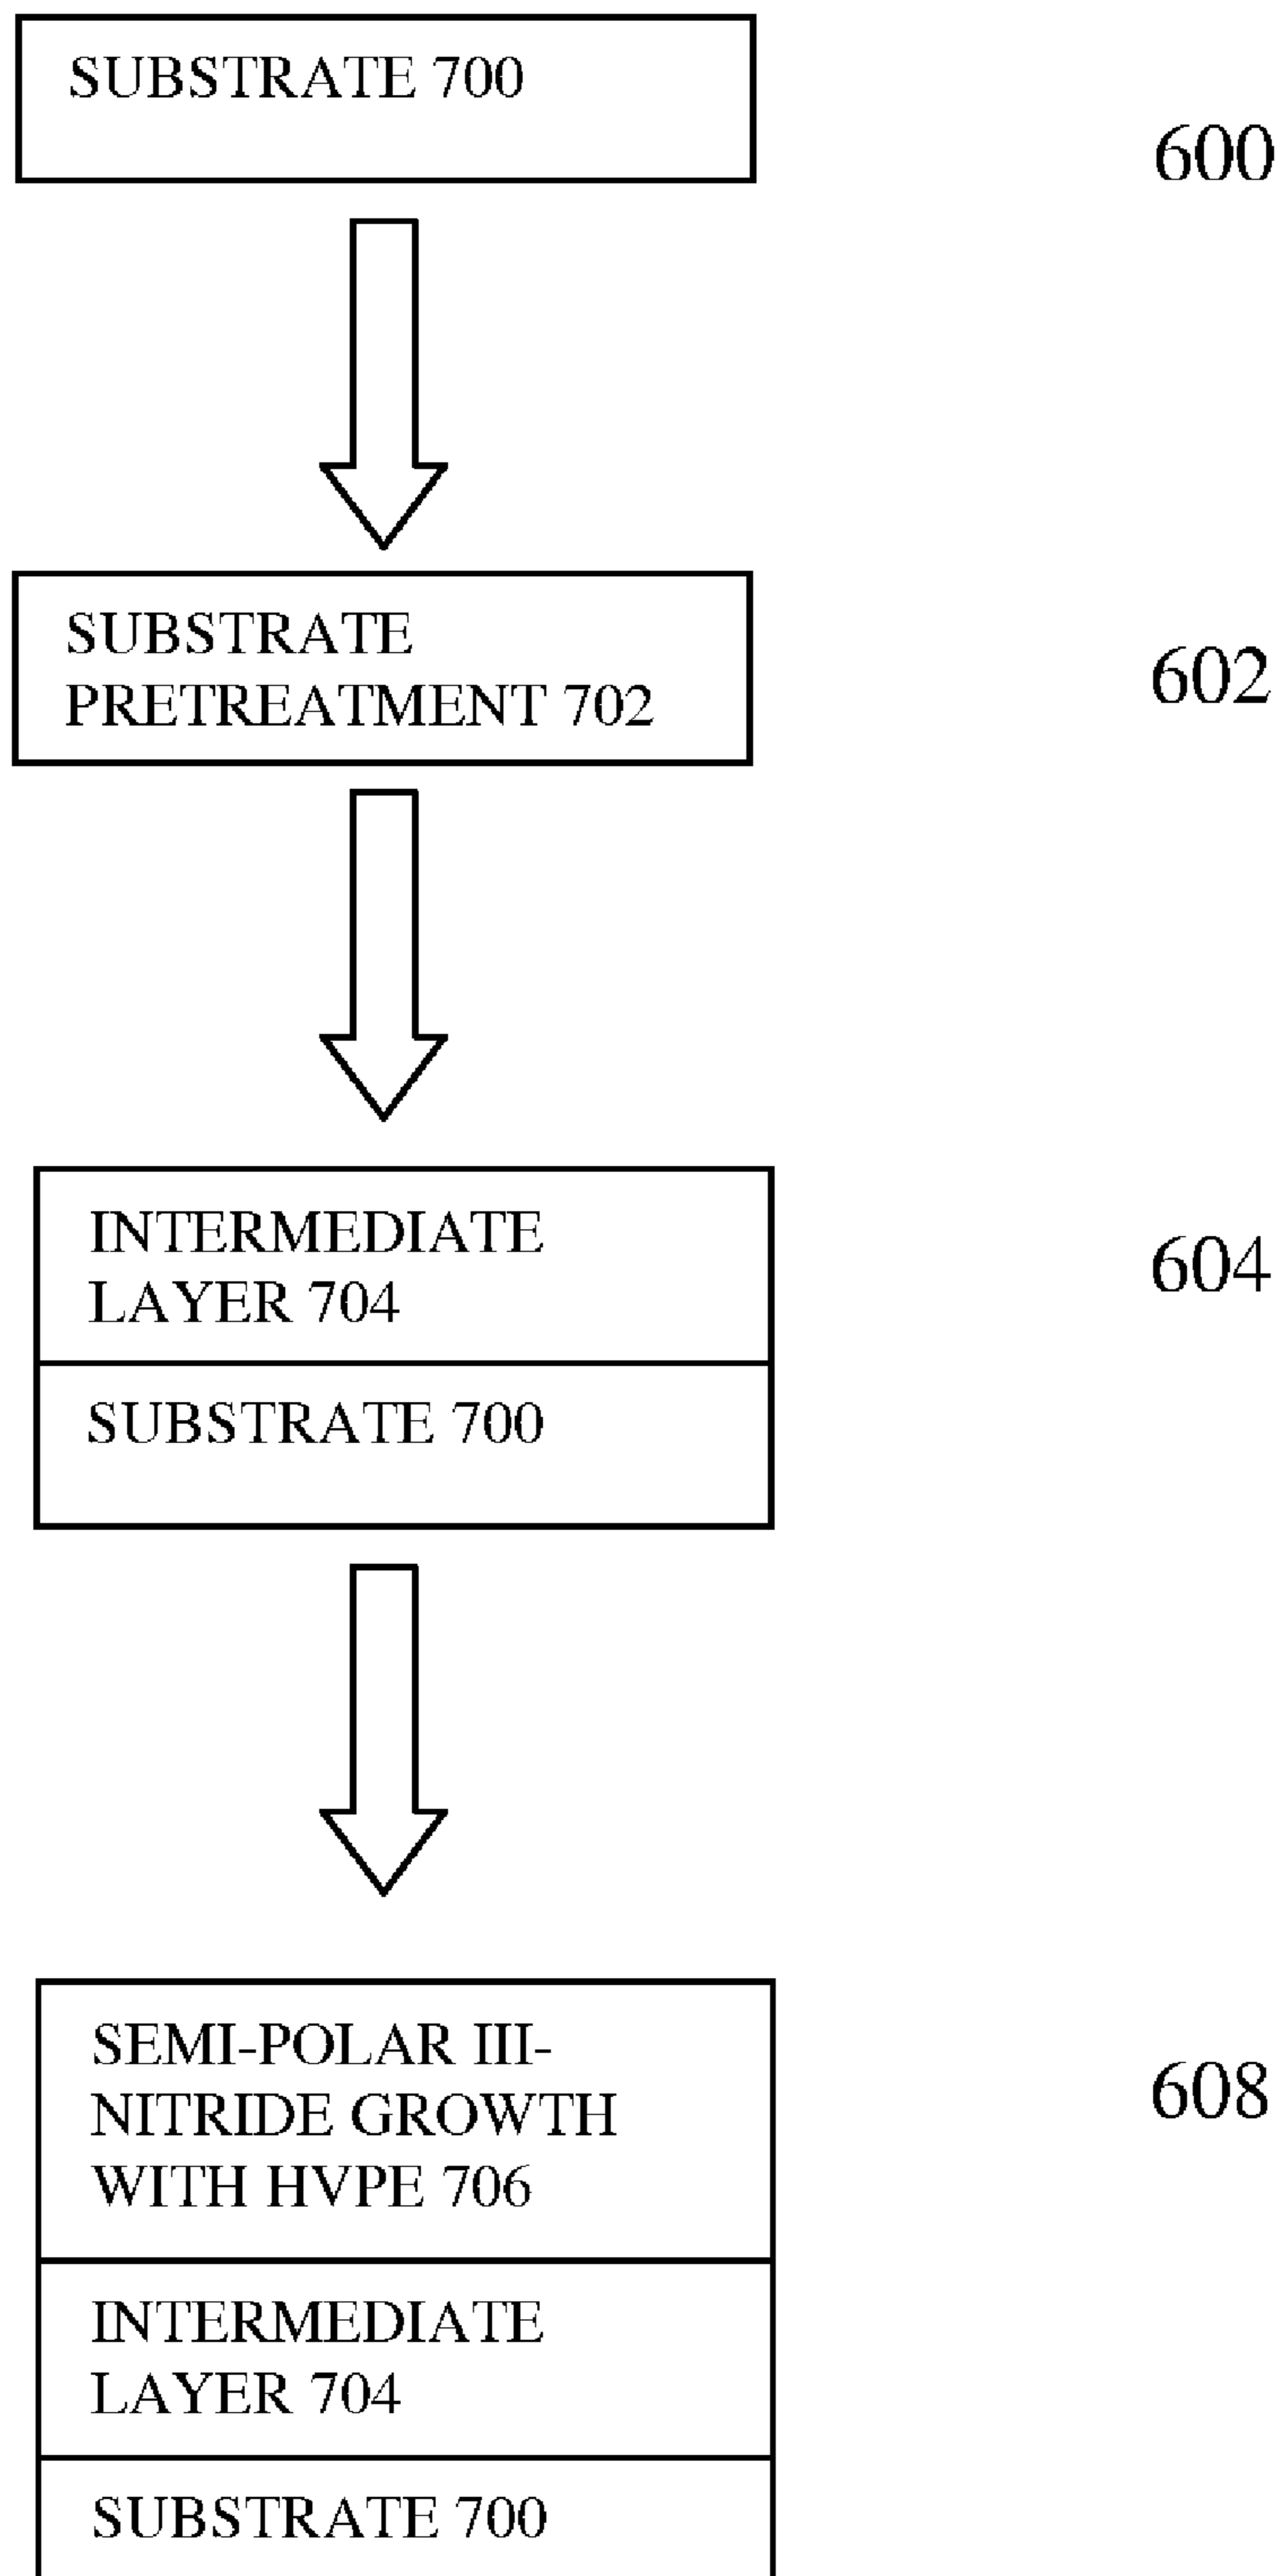 SUBSTRATE 700
600
SUBSTRATE
PRETREATMENT 702
602
INTERMEDIATE
LAYER 704
604
SUBSTRATE 700
SEMI-POLAR III-
NITRIDE GROWTH
WITH HVPE 706
608
INTERMEDIATE
LAYER 704
SUBSTRATE 700